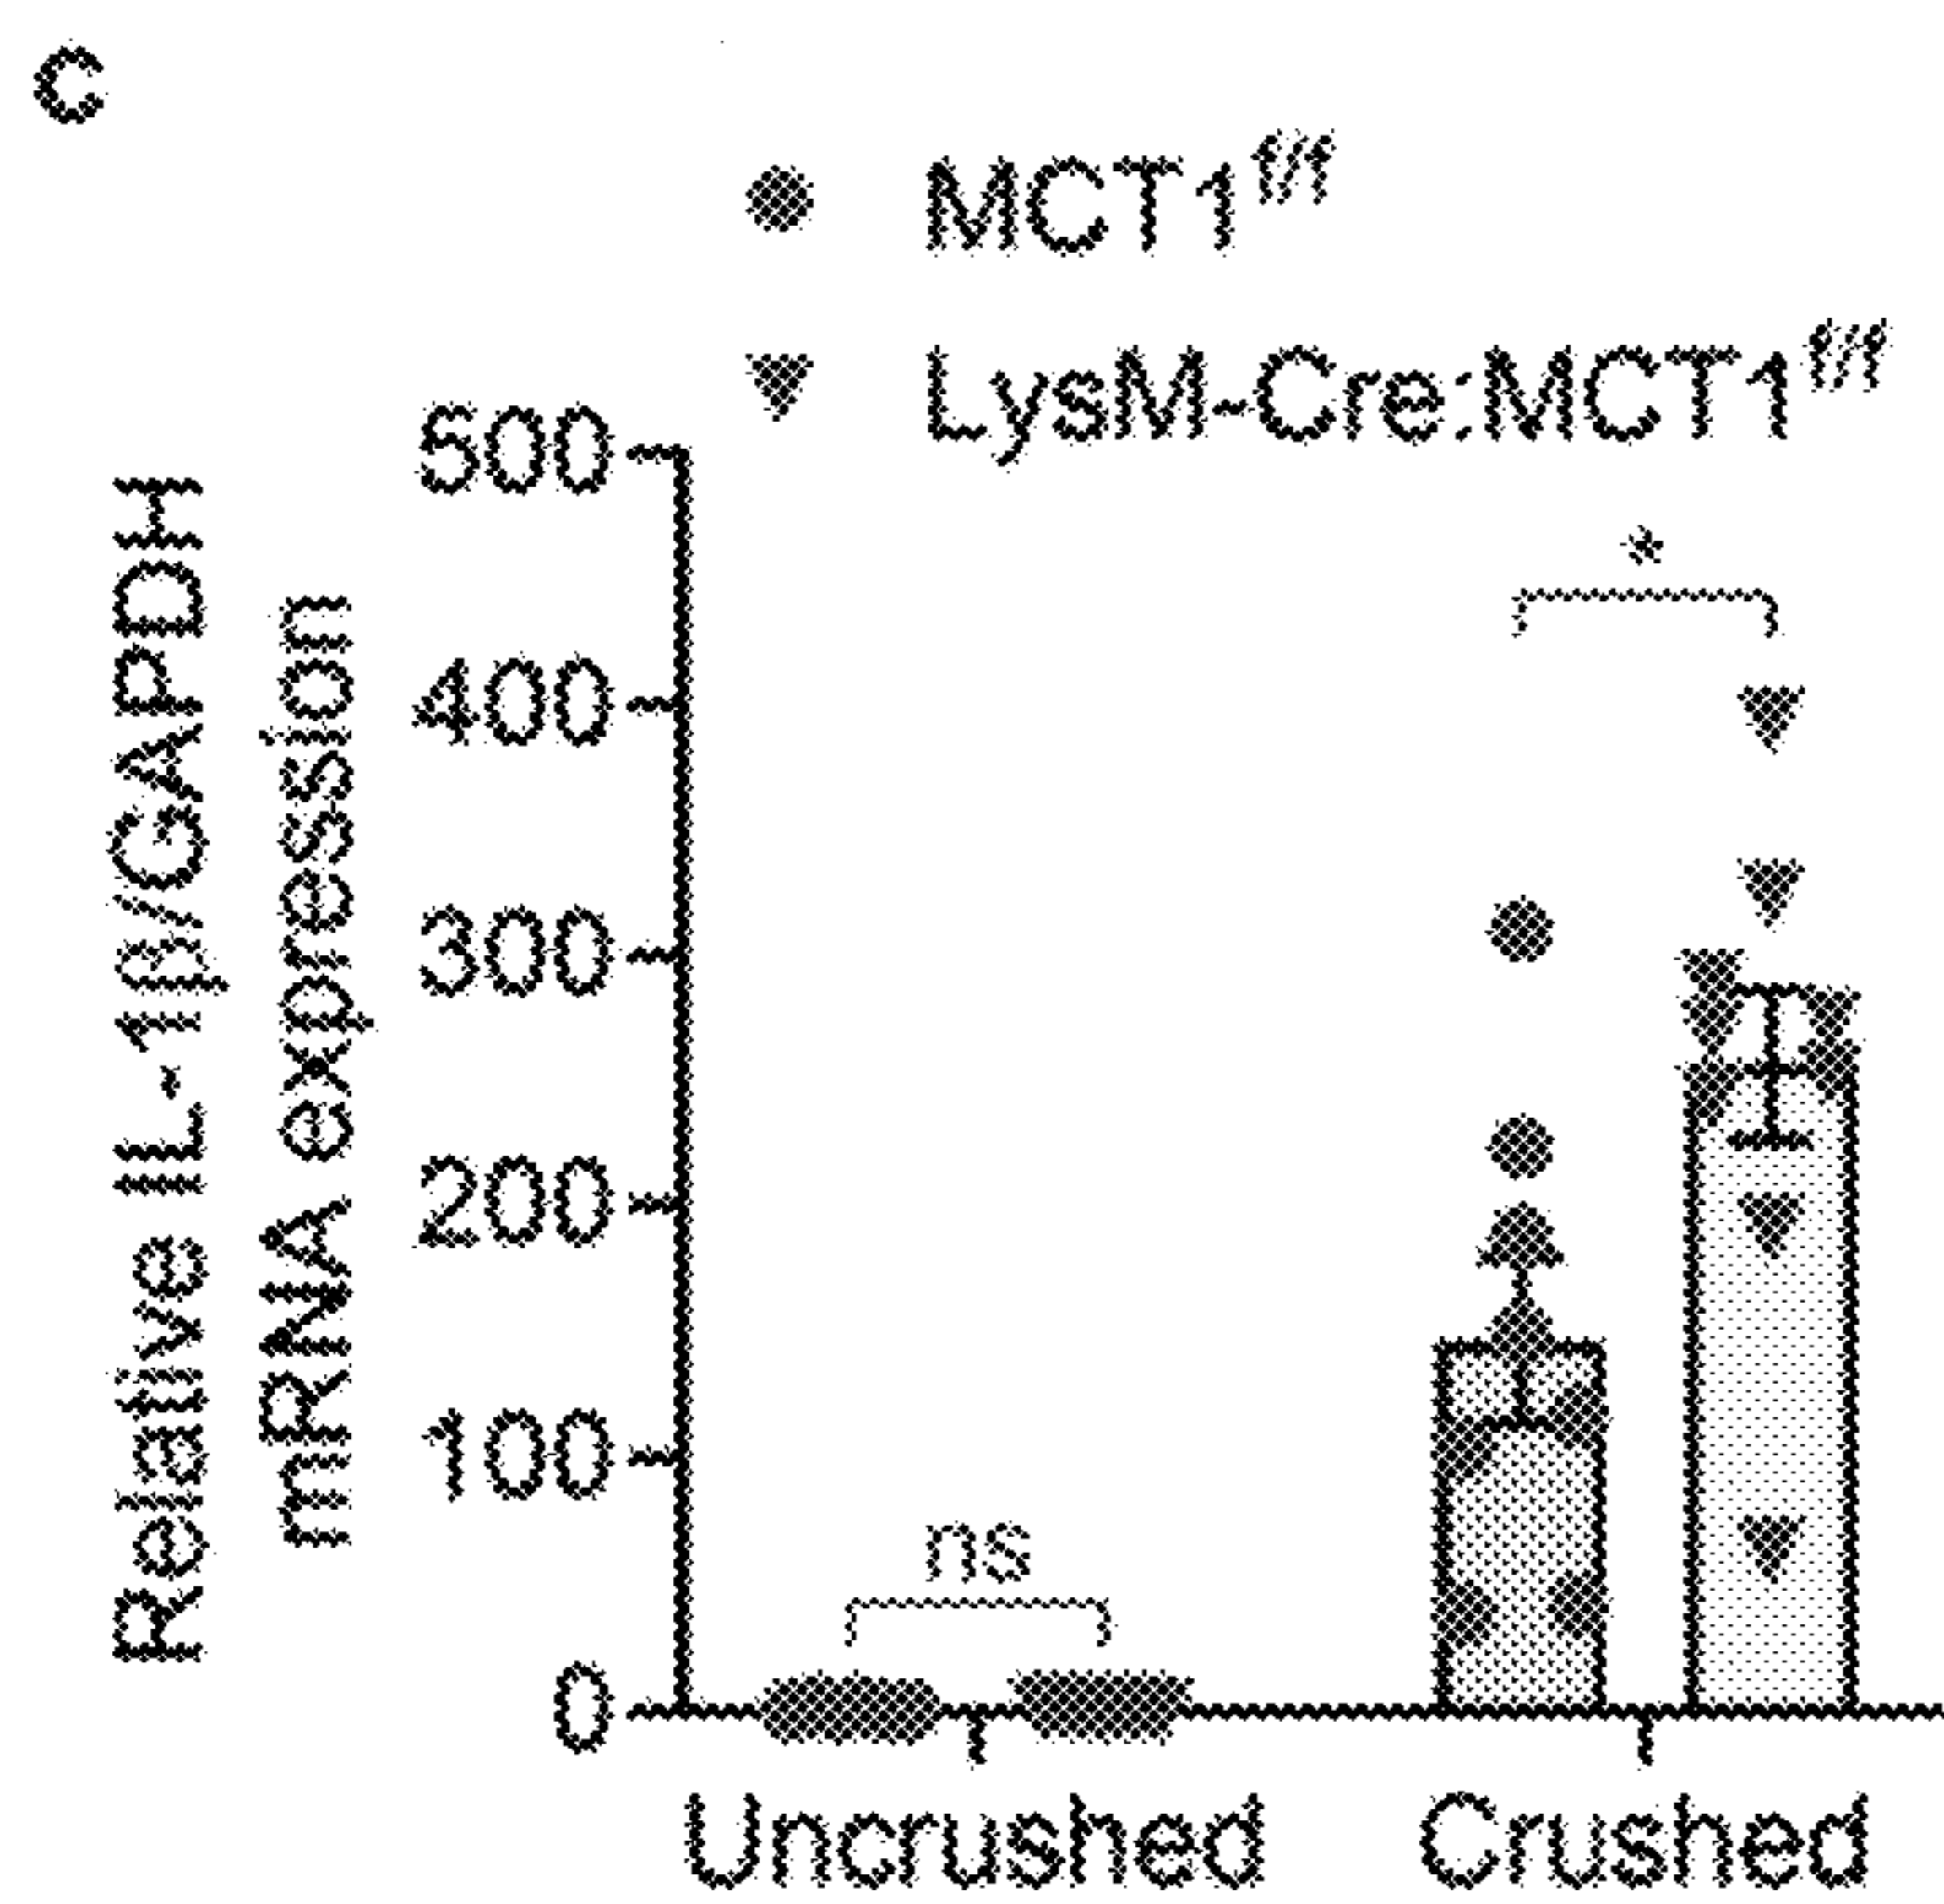 c
MCT1f/f
LysM-Cre:MCT1f/f
Relative IL-1β/GAPDH
mRNA expression
500
400
300
200
100
0
*
ns
Uncrushed
Crushed